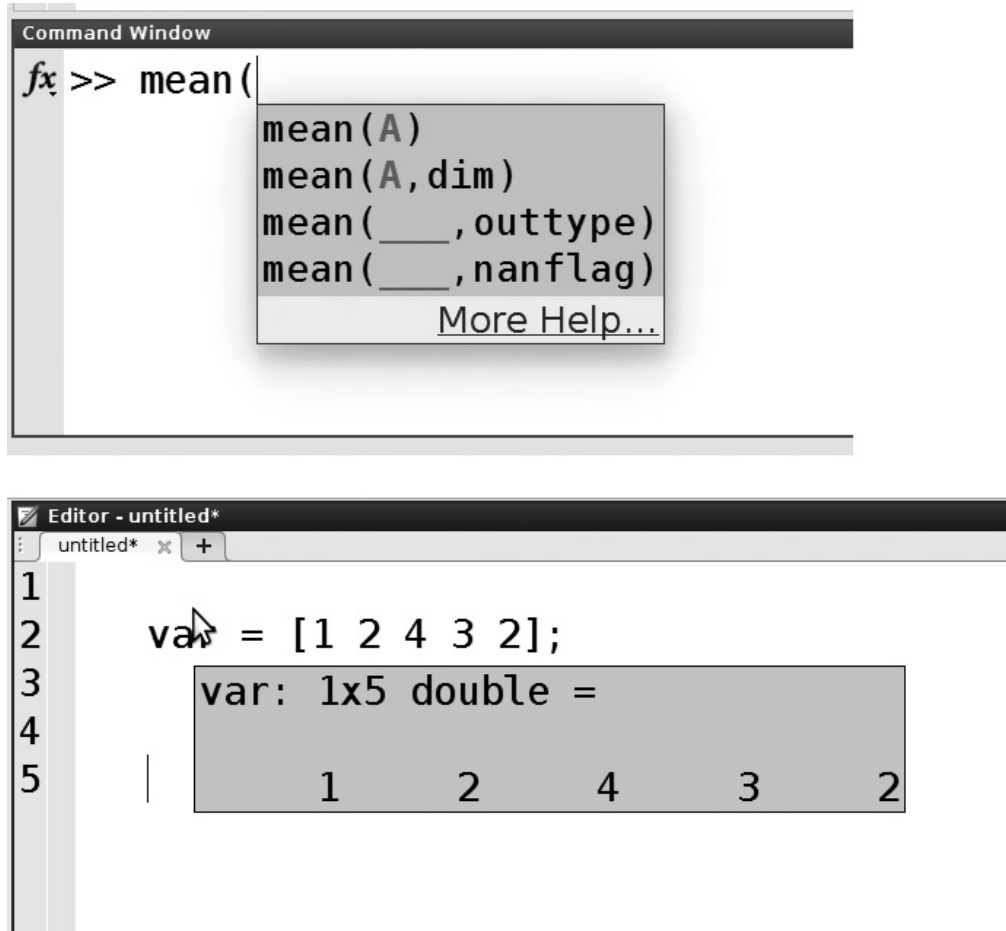 Command Window
fx >> mean(
mean(A)
mean(A,dim)
mean(___,outtype)
mean(___,nanflag)
More Help...
Editor - untitled*
untitled* × +
1
2 var = [1 2 4 3 2];
3 var: 1x5 double =
4
5 1 2 4 3 2